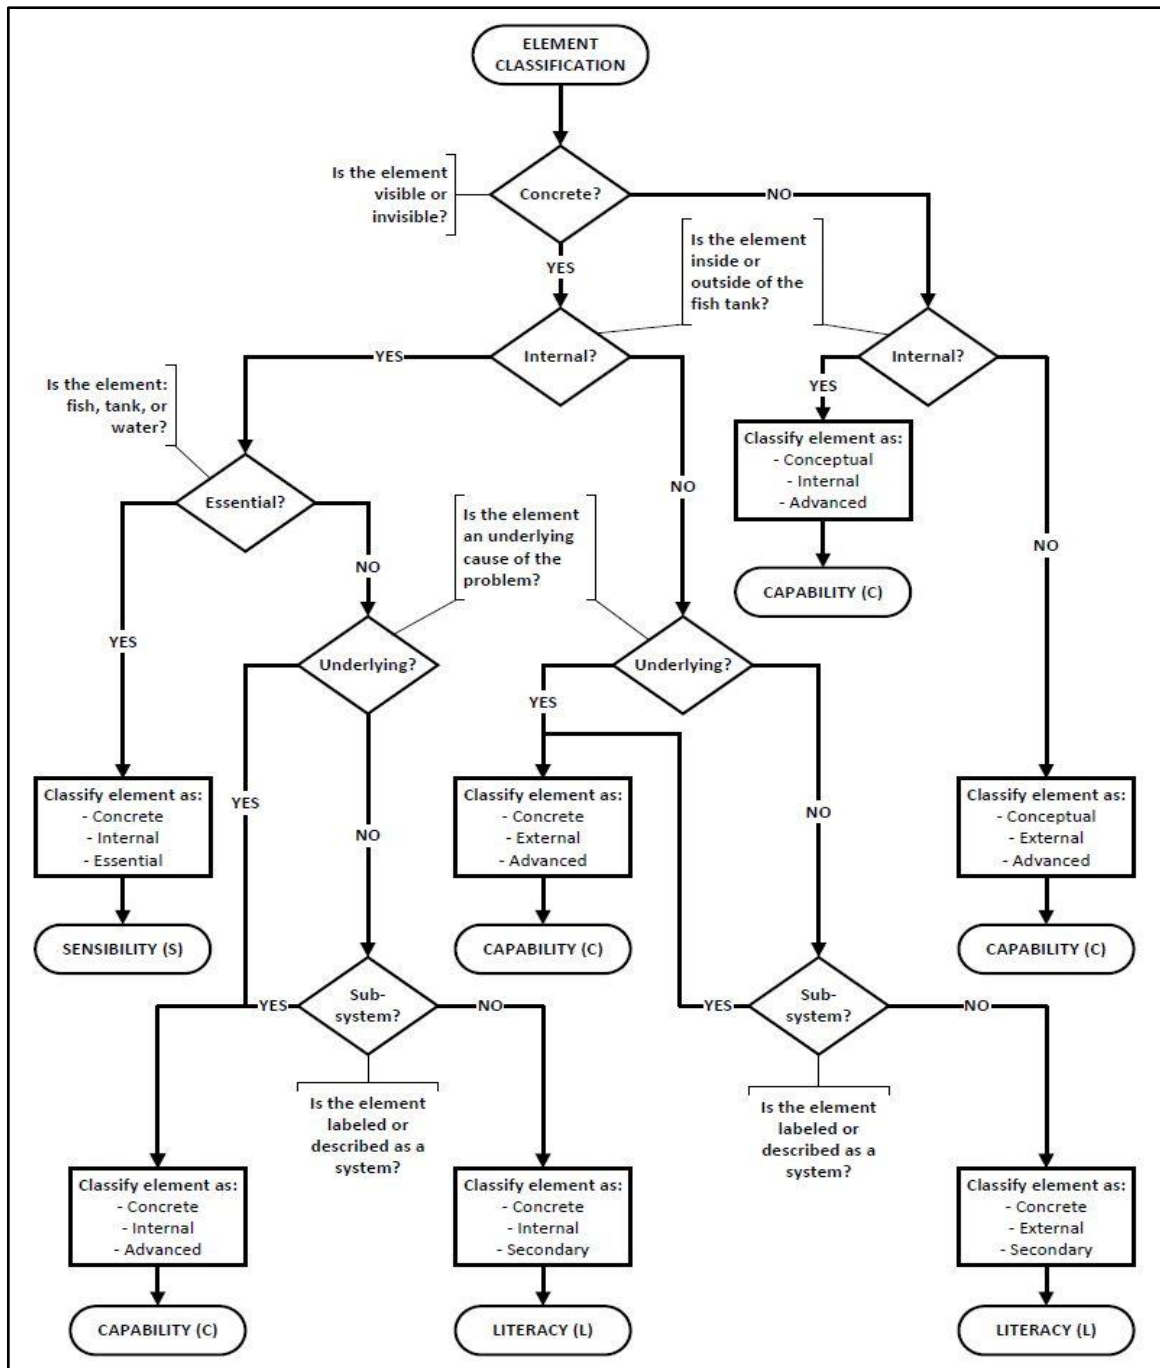 ELEMENT
CLASSIFICATION
Is the element
visible or
invisible?
Concrete?
NO
YES
Is the element
inside or
outside of the
fish tank?
YES
Internal?
Internal?
YES
Is the element:
fish, tank, or
water?
Classify element as:
- Conceptual
- Internal
- Advanced
Essential?
NO
Is the element
an underlying
cause of the
problem?
NO
NO
CAPABILITY (C)
YES
Underlying?
Underlying?
YES
Classify element as:
- Concrete
- Internal
- Essential
YES
NO
Classify element as:
- Concrete
- External
- Advanced
NO
Classify element as:
- Conceptual
- External
- Advanced
SENSIBILITY (S)
CAPABILITY (C)
CAPABILITY (C)
YES
Sub-
system?
NO
YES
Sub-
system?
NO
Is the element
labeled or
described as a
system?
Is the element
labeled or
described as a
system?
Classify element as:
- Concrete
- Internal
- Advanced
Classify element as:
- Concrete
- Internal
- Secondary
Classify element as:
- Concrete
- External
- Secondary
CAPABILITY (C)
LITERACY (L)
LITERACY (L)